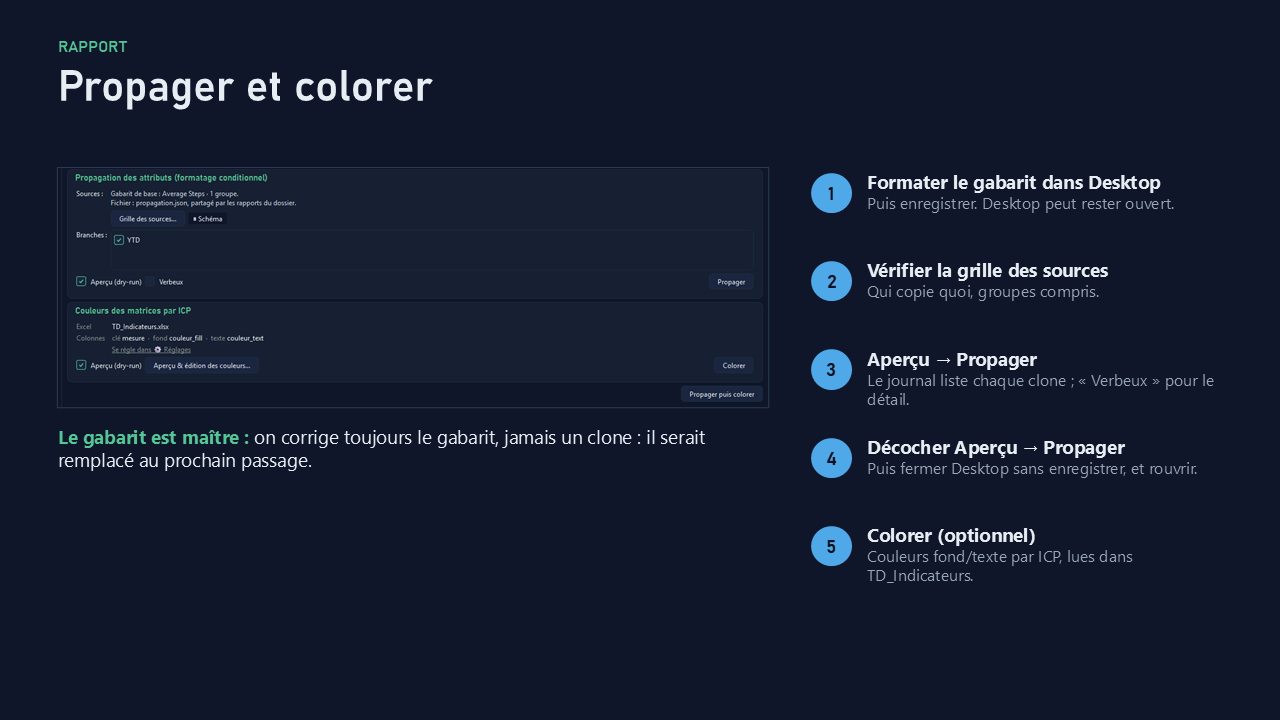 RAPPORT
Propager et colorer
Propagation des attributs (formatage conditionnel)
Sources : Gabarit de base : Average Steps - 1 groupe.
Fichier : propagation.json, partagé par les rapports du dossier.
Grille des sources... Schéma
Branches : YTD
Aperçu (dry-run) Verbeux Propager
Couleurs des matrices par ICP
Excel TD_Indicateurs.xlsx
Colonnes clé mesure · fond couleur_fill · texte couleur_text
Se règle dans ⚙ Réglages
Aperçu (dry-run) Aperçu & édition des couleurs... Colorer
Propager puis colorer
Le gabarit est maître : on corrige toujours le gabarit, jamais un clone : il serait
remplacé au prochain passage.
1 Formater le gabarit dans Desktop
Puis enregistrer. Desktop peut rester ouvert.
2 Vérifier la grille des sources
Qui copie quoi, groupes compris.
3 Aperçu → Propager
Le journal liste chaque clone ; « Verbeux » pour le
détail.
4 Décocher Aperçu → Propager
Puis fermer Desktop sans enregistrer, et rouvrir.
5 Colorer (optionnel)
Couleurs fond/texte par ICP, lues dans
TD_Indicateurs.